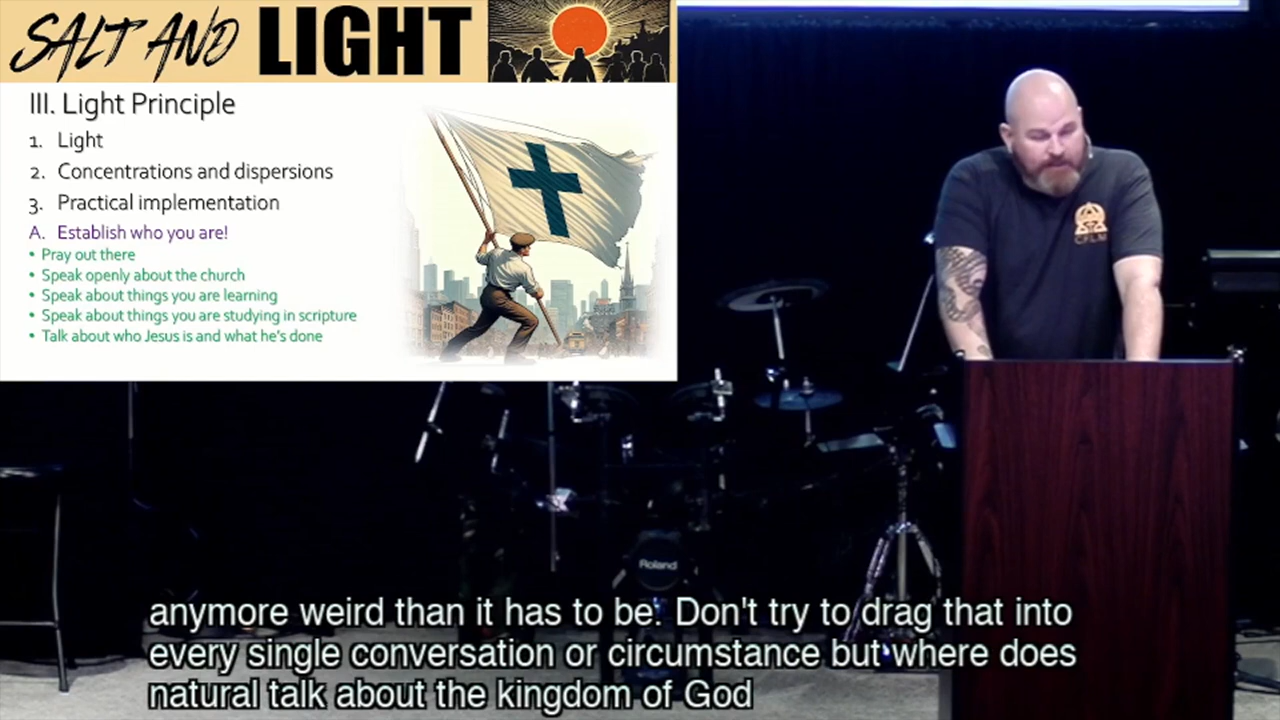 SALT AND LIGHT
III. Light Principle
1. Light
2. Concentrations and dispersions
3. Practical implementation
A. Establish who you are!
• Pray out there
• Speak openly about the church
• Speak about things you are learning
• Speak about things you are studying in scripture
• Talk about who Jesus is and what he's done
CFLM
Roland
anymore weird than it has to be. Don't try to drag that into
every single conversation or circumstance but where does
natural talk about the kingdom of God